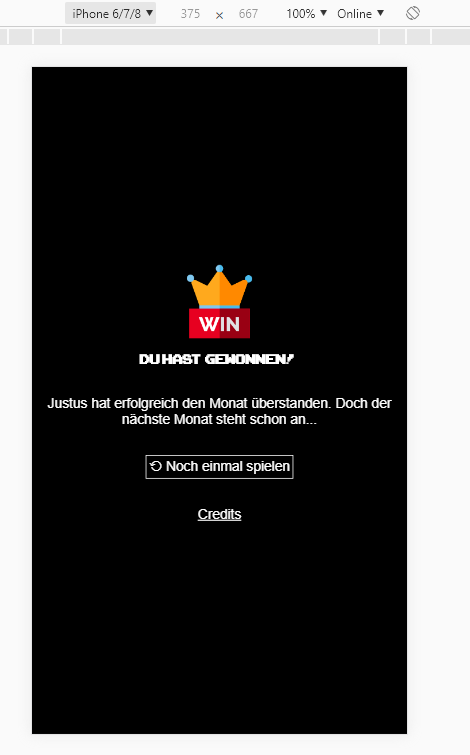 iPhone 6/7/8 ▼ 375 × 667 100% ▼ Online ▼
WIN
DU HAST GEWONNEN!
Justus hat erfolgreich den Monat überstanden. Doch der
nächste Monat steht schon an...
⟲ Noch einmal spielen
Credits